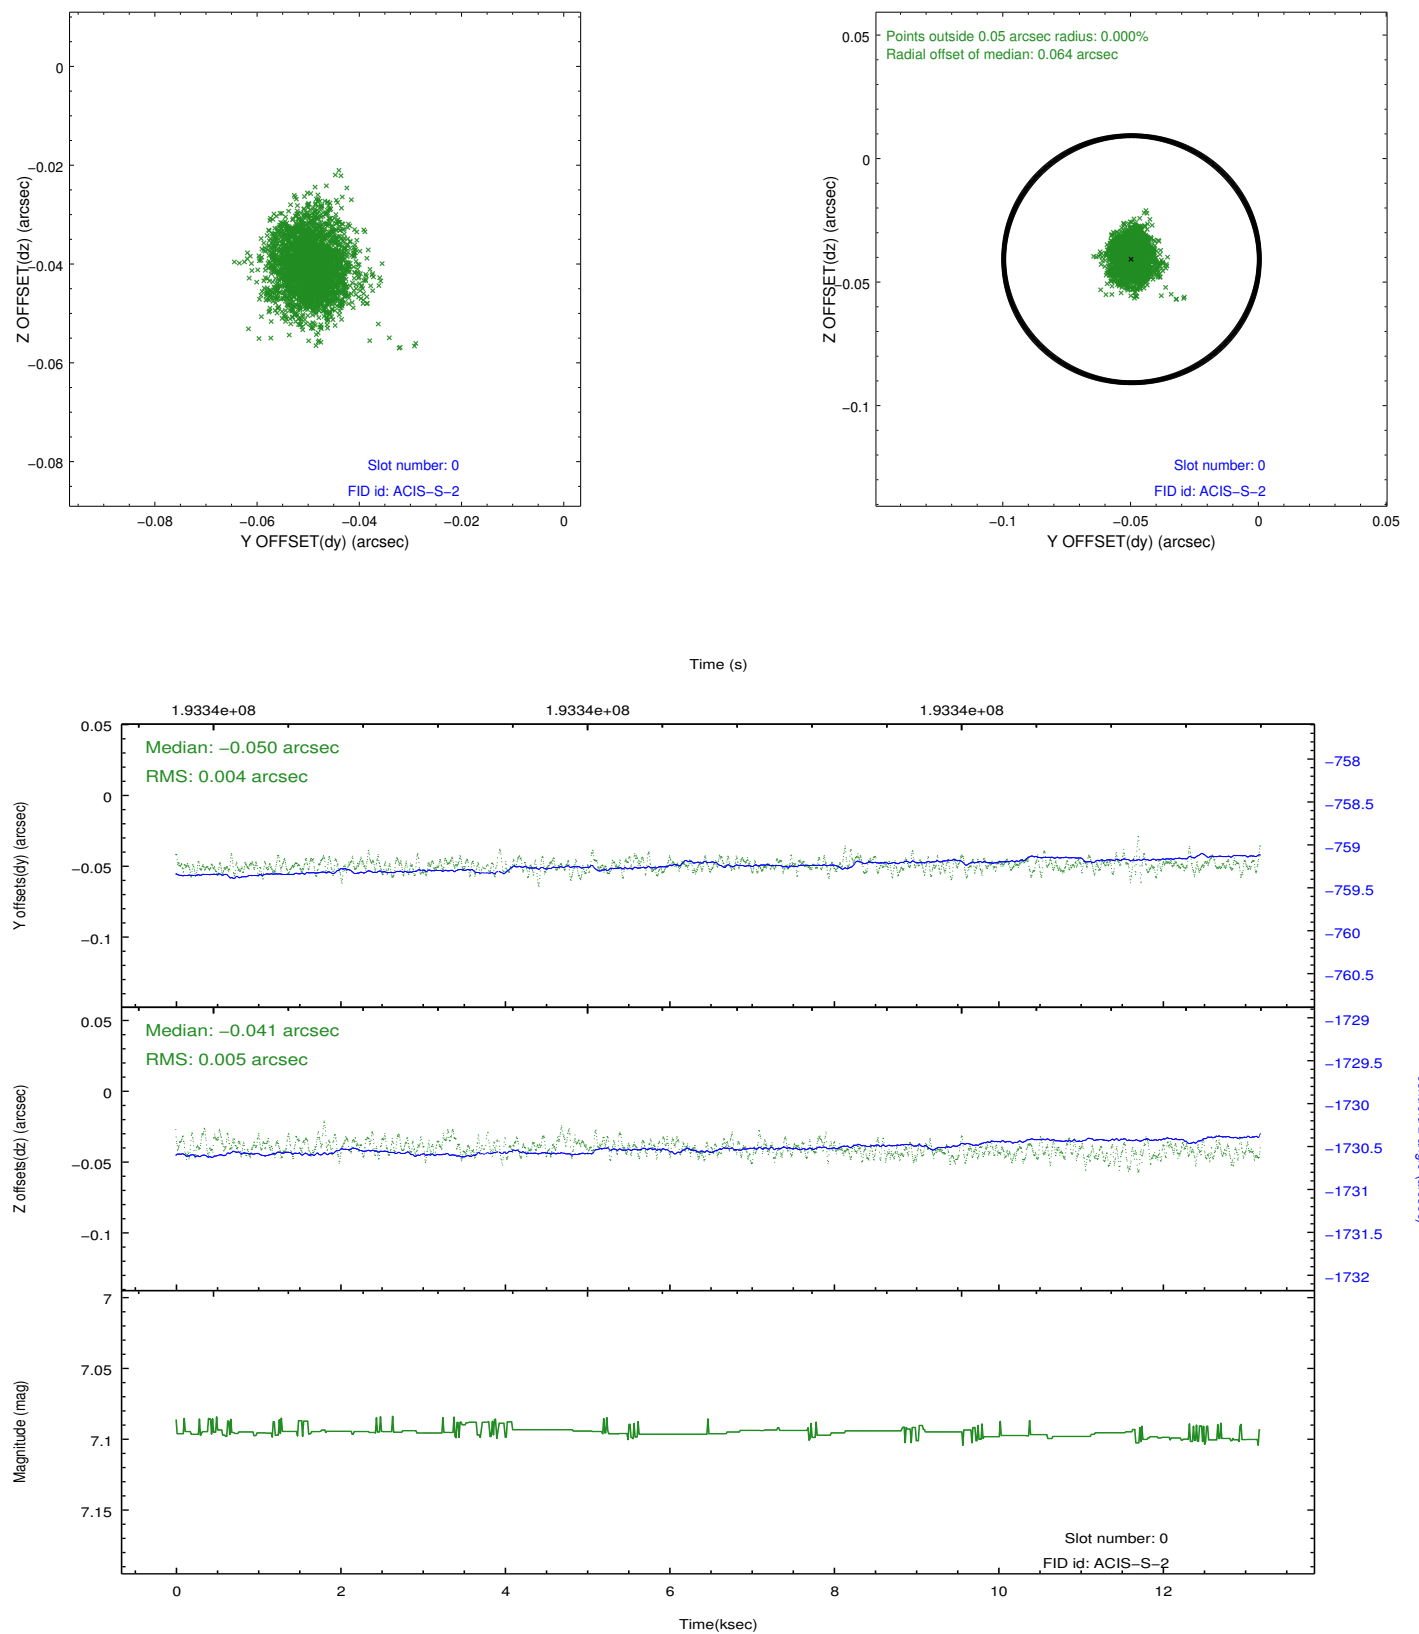 0
−0.02
−0.04
−0.06
−0.08
Z OFFSET(dz) (arcsec)
Slot number: 0
FID id: ACIS−S−2
−0.08
−0.06
−0.04
−0.02
0
Y OFFSET(dy) (arcsec)
Points outside 0.05 arcsec radius: 0.000%
Radial offset of median: 0.064 arcsec
0.05
0
−0.05
−0.1
Z OFFSET(dz) (arcsec)
Slot number: 0
FID id: ACIS−S−2
−0.1
−0.05
0
0.05
Y OFFSET(dy) (arcsec)
Time (s)
1.9334e+08
1.9334e+08
1.9334e+08
Median: −0.050 arcsec
RMS: 0.004 arcsec
0.05
0
−0.05
−0.1
Y offsets(dy) (arcsec)
−758
−758.5
−759
−759.5
−760
−760.5
Median: −0.041 arcsec
RMS: 0.005 arcsec
0.05
0
−0.05
−0.1
Z offsets(dz) (arcsec)
−1729
−1729.5
−1730
−1730.5
−1731
−1731.5
−1732
7
7.05
7.1
7.15
Magnitude (mag)
Slot number: 0
FID id: ACIS−S−2
0
2
4
6
8
10
12
Time(ksec)